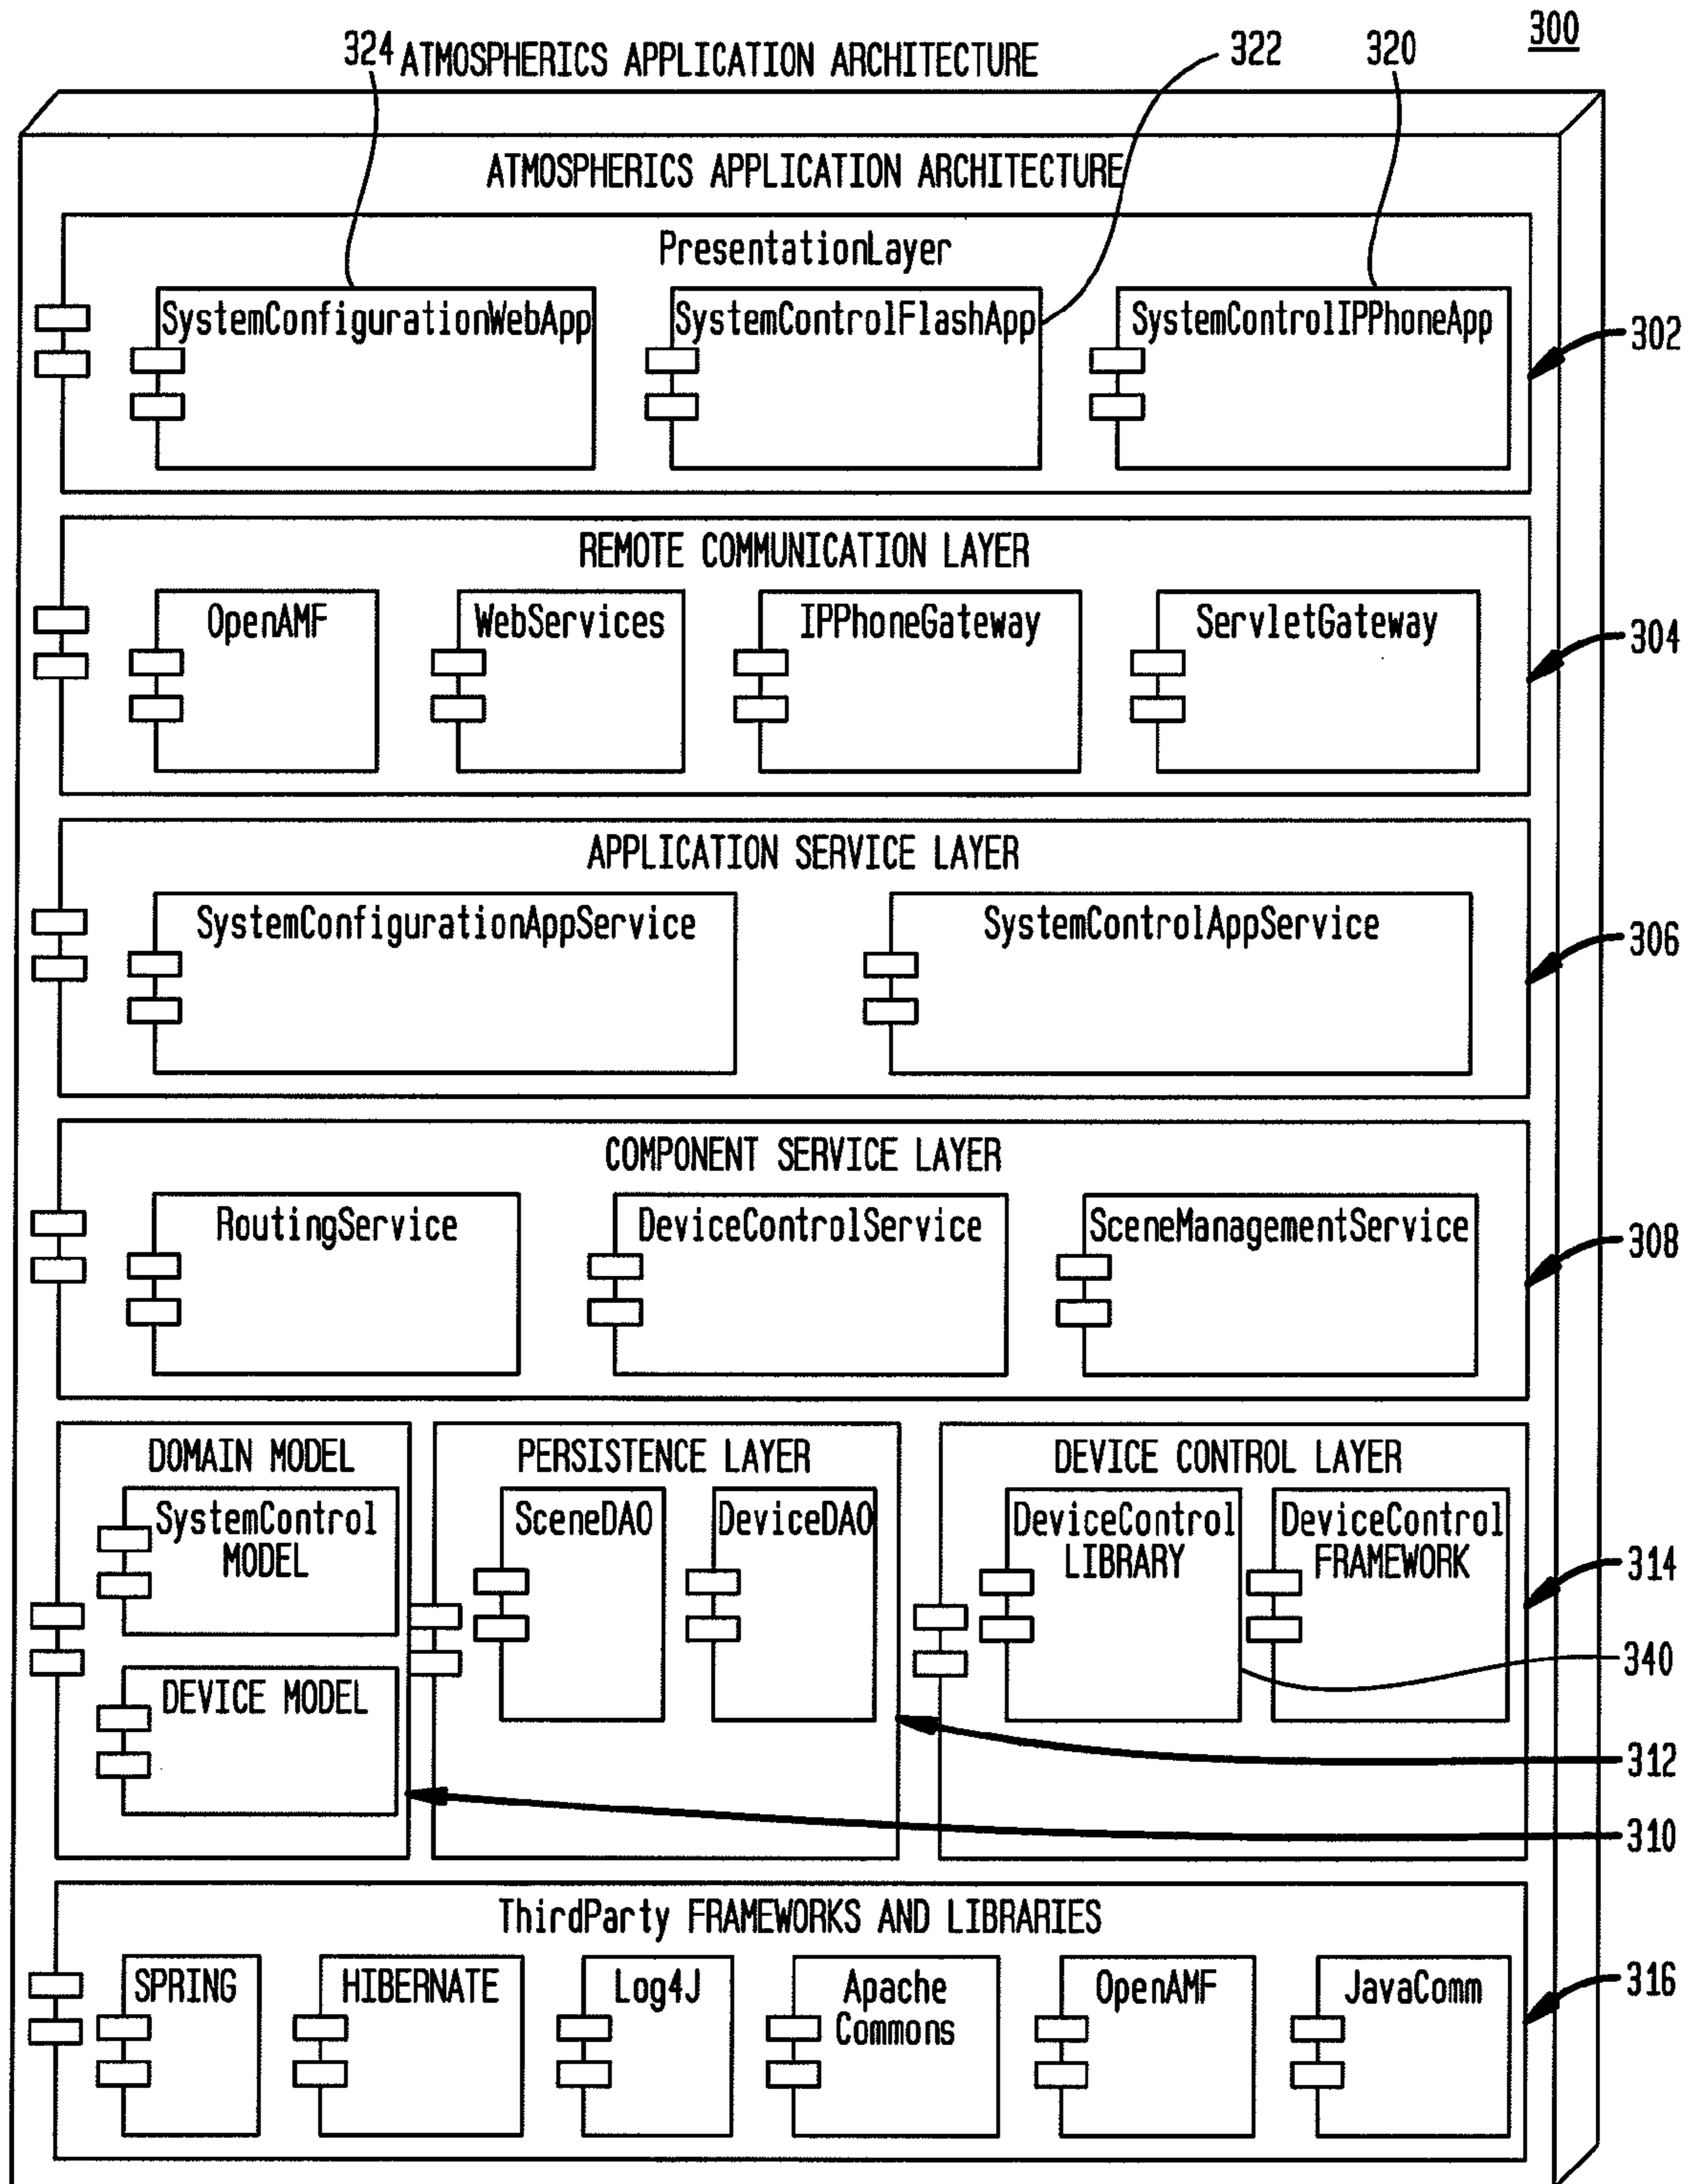 300
324 ATMOSPHERICS APPLICATION ARCHITECTURE 322 320
ATMOSPHERICS APPLICATION ARCHITECTURE
PresentationLayer
SystemConfigurationWebApp SystemControlFlashApp SystemControlIPPhoneApp
302
REMOTE COMMUNICATION LAYER
OpenAMF WebServices IPPhoneGateway ServletGateway
304
APPLICATION SERVICE LAYER
SystemConfigurationAppService SystemControlAppService
306
COMPONENT SERVICE LAYER
RoutingService DeviceControlService SceneManagementService
308
DOMAIN MODEL PERSISTENCE LAYER DEVICE CONTROL LAYER
SystemControl SceneDAO DeviceDAO DeviceControl DeviceControl
MODEL LIBRARY FRAMEWORK
314
340
DEVICE MODEL
312
310
ThirdParty FRAMEWORKS AND LIBRARIES
SPRING HIBERNATE Log4J Apache OpenAMF JavaComm
Commons
316